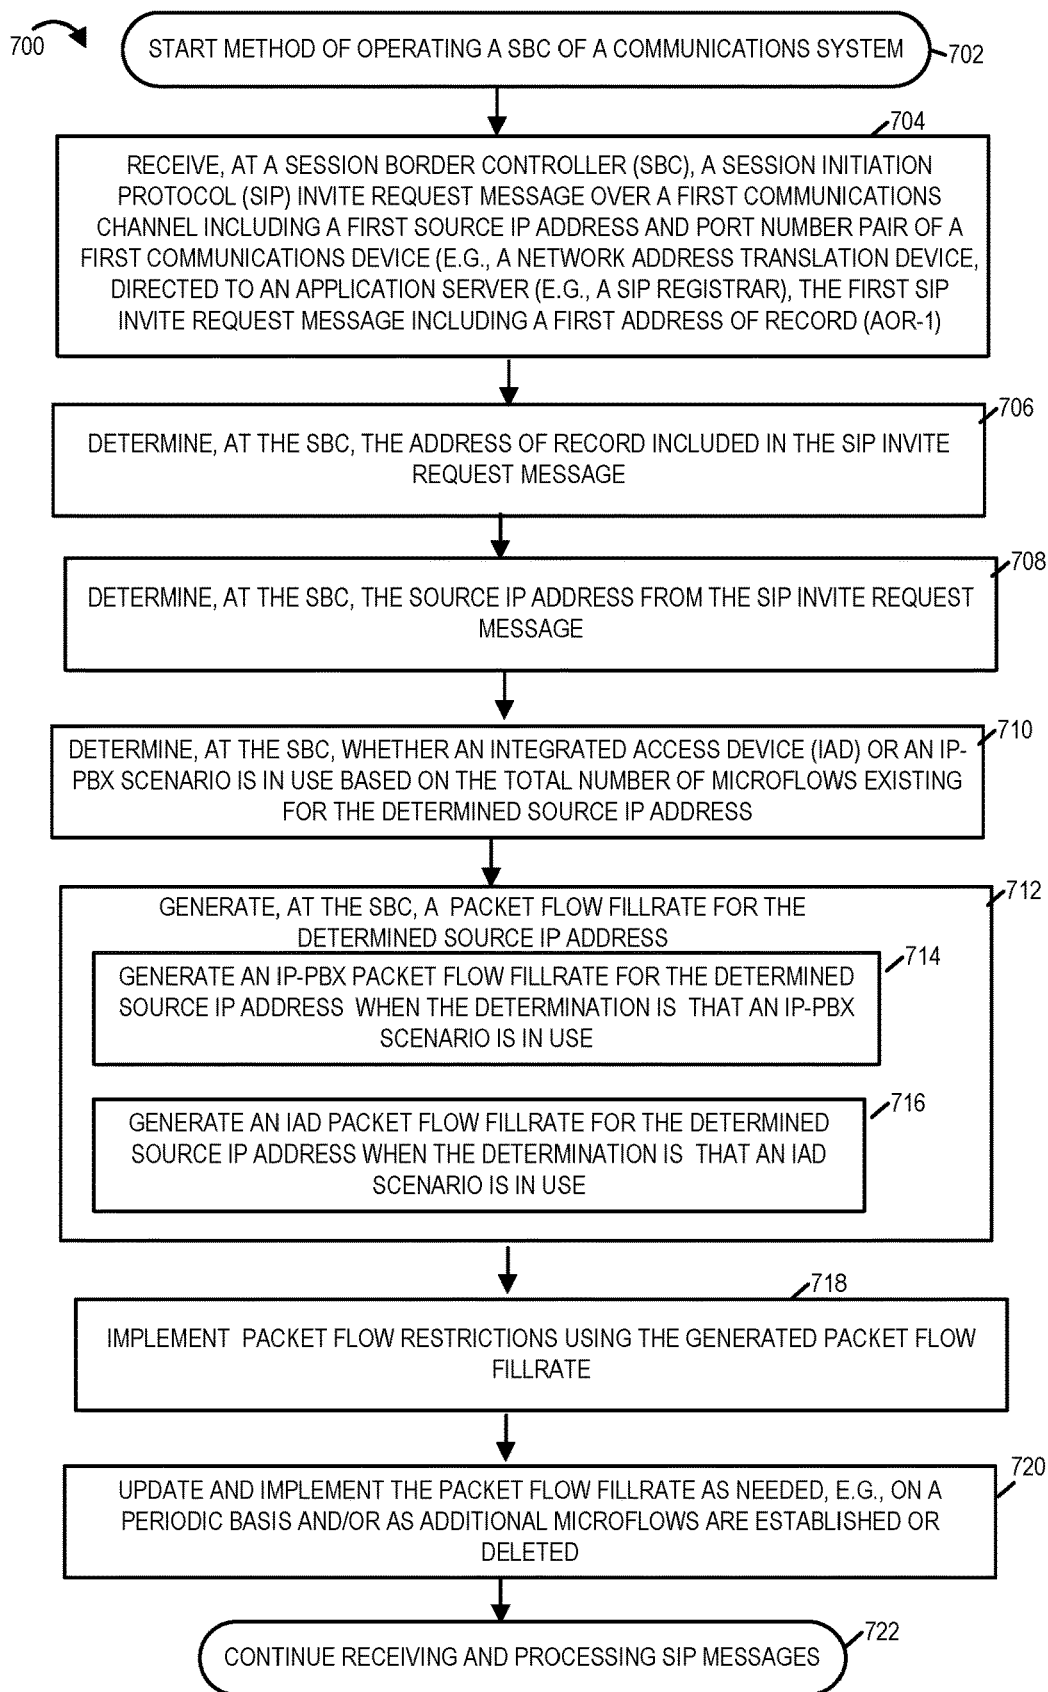 700
START METHOD OF OPERATING A SBC OF A COMMUNICATIONS SYSTEM
702
704
RECEIVE, AT A SESSION BORDER CONTROLLER (SBC), A SESSION INITIATION
PROTOCOL (SIP) INVITE REQUEST MESSAGE OVER A FIRST COMMUNICATIONS
CHANNEL INCLUDING A FIRST SOURCE IP ADDRESS AND PORT NUMBER PAIR OF A
FIRST COMMUNICATIONS DEVICE (E.G., A NETWORK ADDRESS TRANSLATION DEVICE,
DIRECTED TO AN APPLICATION SERVER (E.G., A SIP REGISTRAR), THE FIRST SIP
INVITE REQUEST MESSAGE INCLUDING A FIRST ADDRESS OF RECORD (AOR-1)
706
DETERMINE, AT THE SBC, THE ADDRESS OF RECORD INCLUDED IN THE SIP INVITE
REQUEST MESSAGE
708
DETERMINE, AT THE SBC, THE SOURCE IP ADDRESS FROM THE SIP INVITE REQUEST
MESSAGE
710
DETERMINE, AT THE SBC, WHETHER AN INTEGRATED ACCESS DEVICE (IAD) OR AN IP-
PBX SCENARIO IS IN USE BASED ON THE TOTAL NUMBER OF MICROFLOWS EXISTING
FOR THE DETERMINED SOURCE IP ADDRESS
712
GENERATE, AT THE SBC, A PACKET FLOW FILLRATE FOR THE
DETERMINED SOURCE IP ADDRESS
714
GENERATE AN IP-PBX PACKET FLOW FILLRATE FOR THE DETERMINED
SOURCE IP ADDRESS WHEN THE DETERMINATION IS THAT AN IP-PBX
SCENARIO IS IN USE
716
GENERATE AN IAD PACKET FLOW FILLRATE FOR THE DETERMINED
SOURCE IP ADDRESS WHEN THE DETERMINATION IS THAT AN IAD
SCENARIO IS IN USE
718
IMPLEMENT PACKET FLOW RESTRICTIONS USING THE GENERATED PACKET FLOW
FILLRATE
720
UPDATE AND IMPLEMENT THE PACKET FLOW FILLRATE AS NEEDED, E.G., ON A
PERIODIC BASIS AND/OR AS ADDITIONAL MICROFLOWS ARE ESTABLISHED OR
DELETED
722
CONTINUE RECEIVING AND PROCESSING SIP MESSAGES